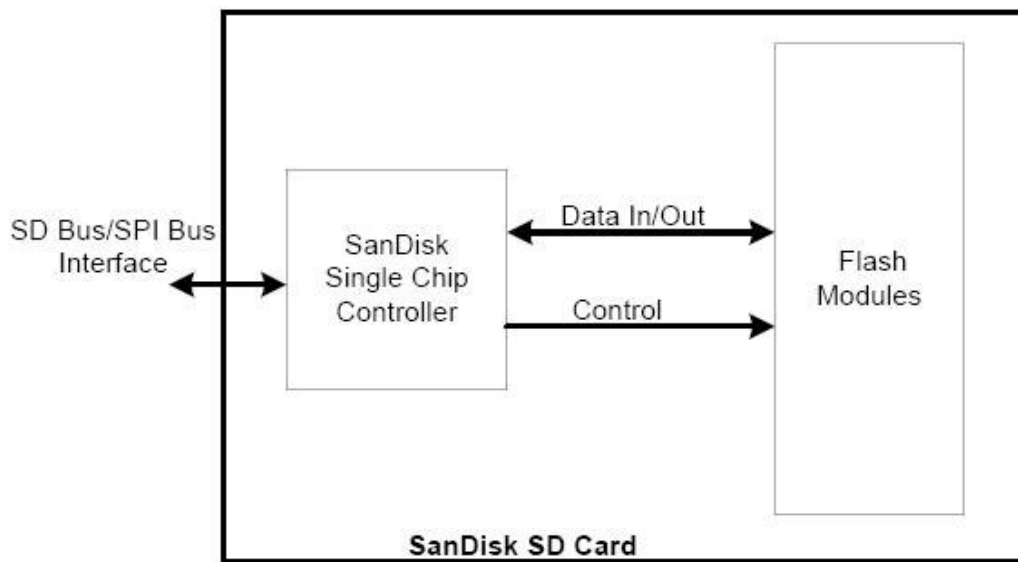 SD Bus/SPI Bus
Interface
SanDisk
Single Chip
Controller
Data In/Out
Control
Flash
Modules
SanDisk SD Card